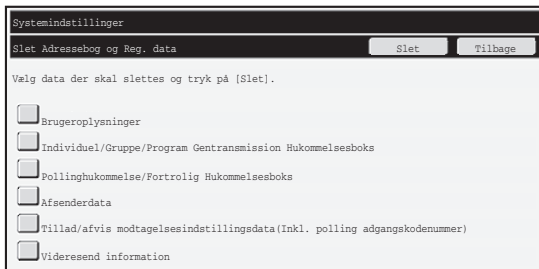 Systemindstillinger
Slet Adressebog og Reg. data Slet Tilbage
Vælg data der skal slettes og tryk på [Slet].
Brugeroplysninger
Individuel/Gruppe/Program Gentransmission Hukommelsesboks
Pollinghukommelse/Fortrolig Hukommelsesboks
Afsenderdata
Tillad/afvis modtagelsesindstillingsdata(Inkl. polling adgangskodenummer)
Videresend information